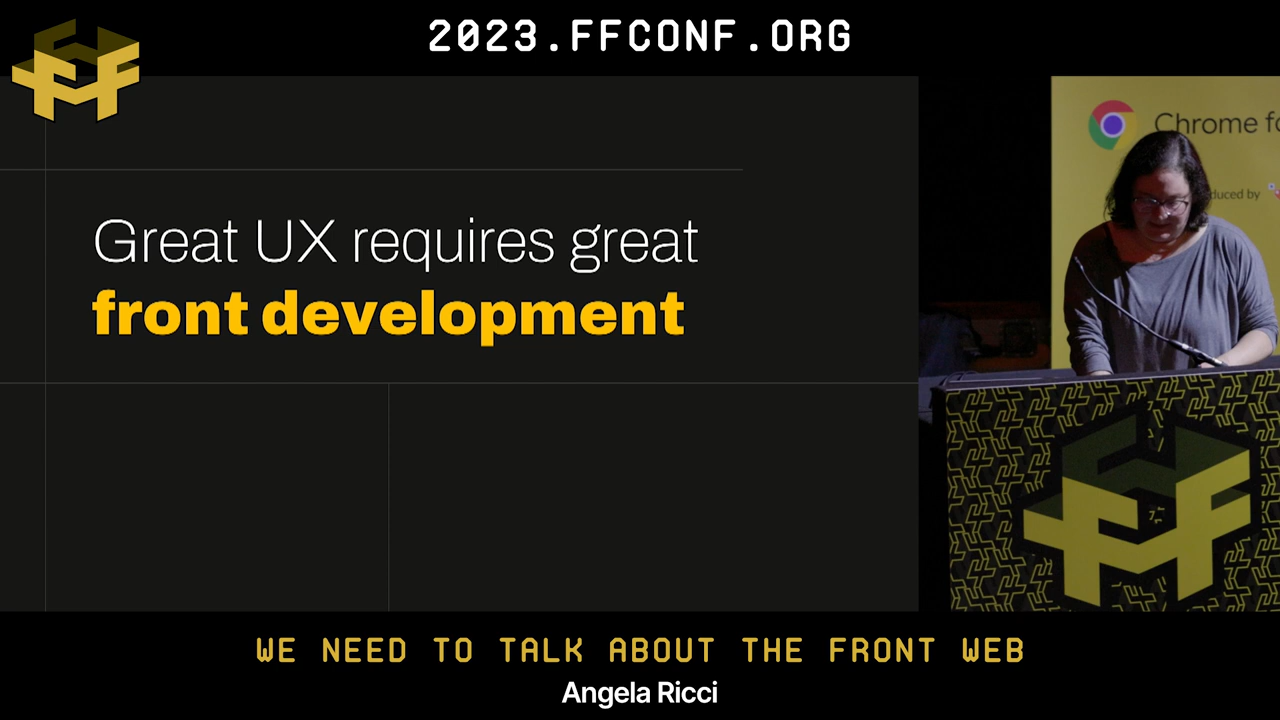 2023.FFCONF.ORG
Great UX requires great
front development
Chrome fo
duced by
WE NEED TO TALK ABOUT THE FRONT WEB
Angela Ricci